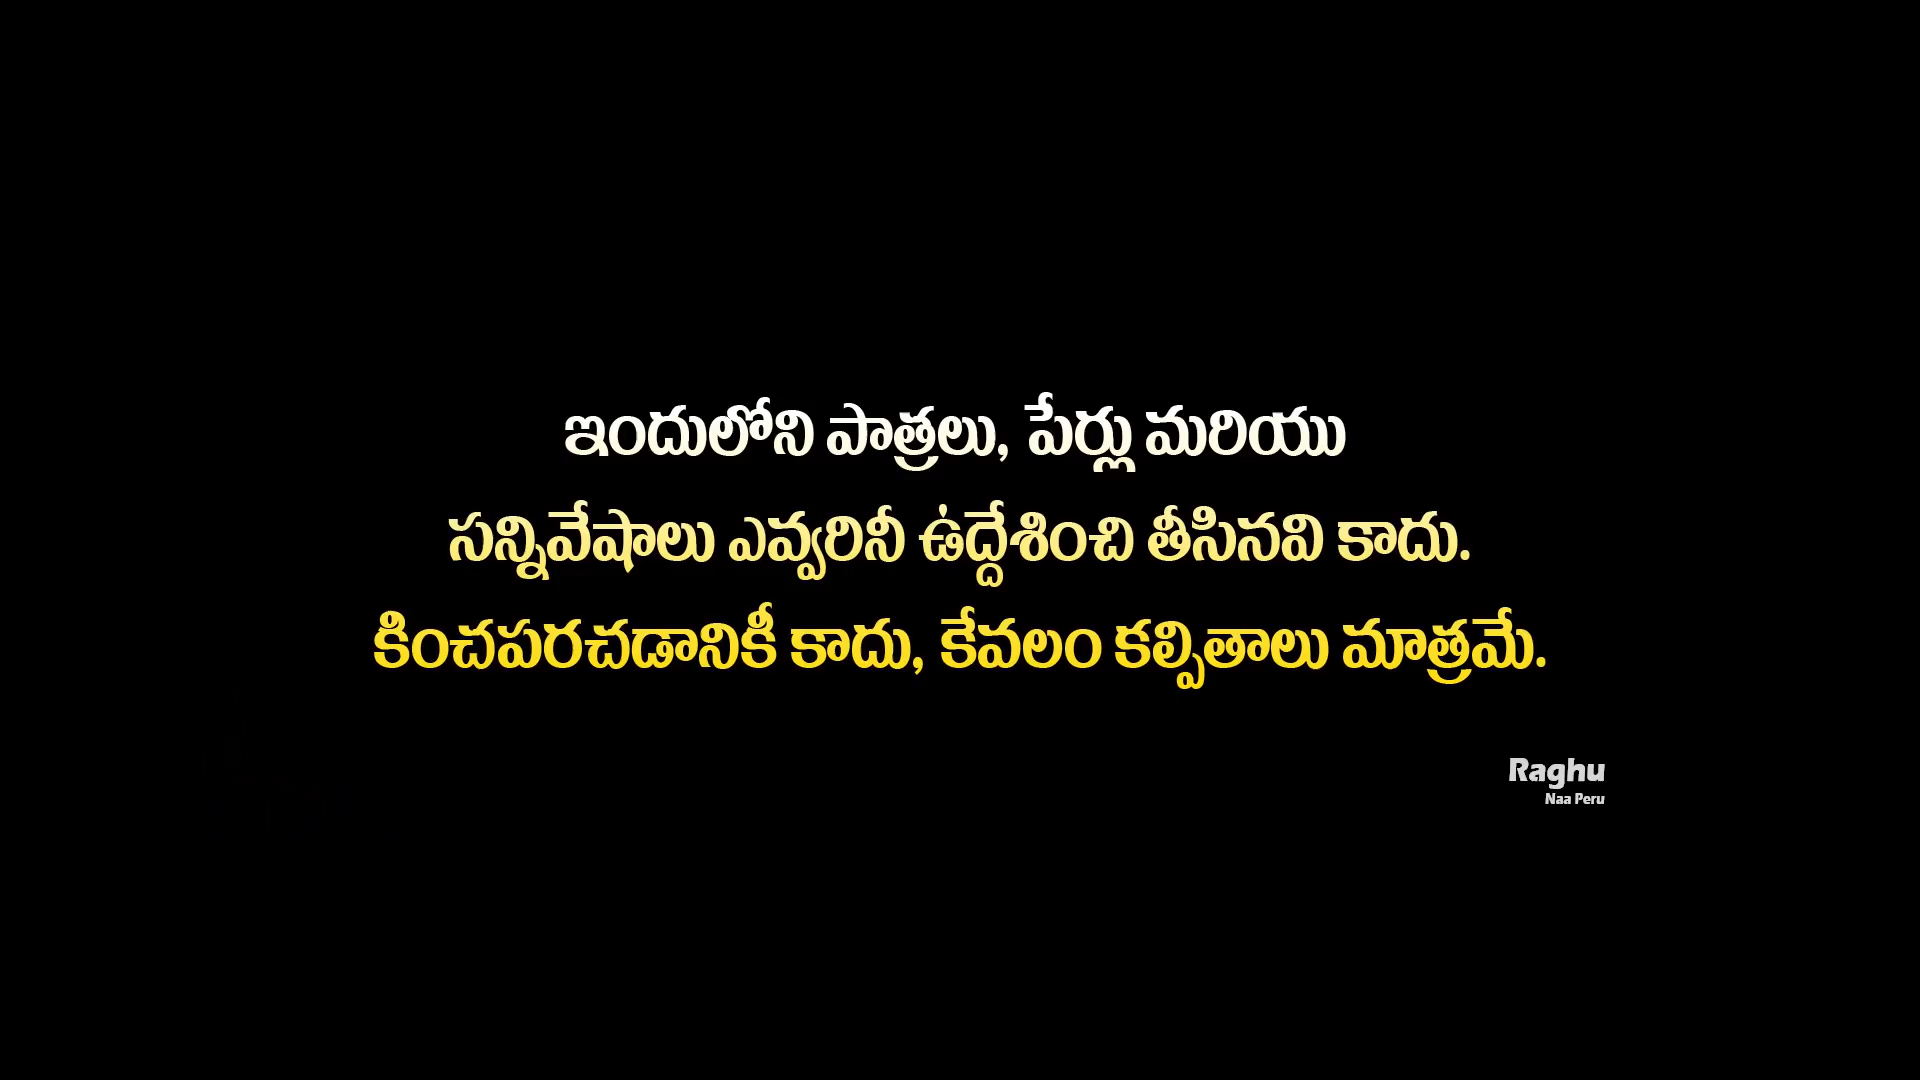 ఇందులోని పాత్రలు, పేర్లు మరియు
సన్నివేషాలు ఎవ్వరినీ ఉద్దేశించి తీసినవి కాదు.
కించపరచడానికీ కాదు, కేవలం కల్పితాలు మాత్రమే.
Raghu
Naa Peru